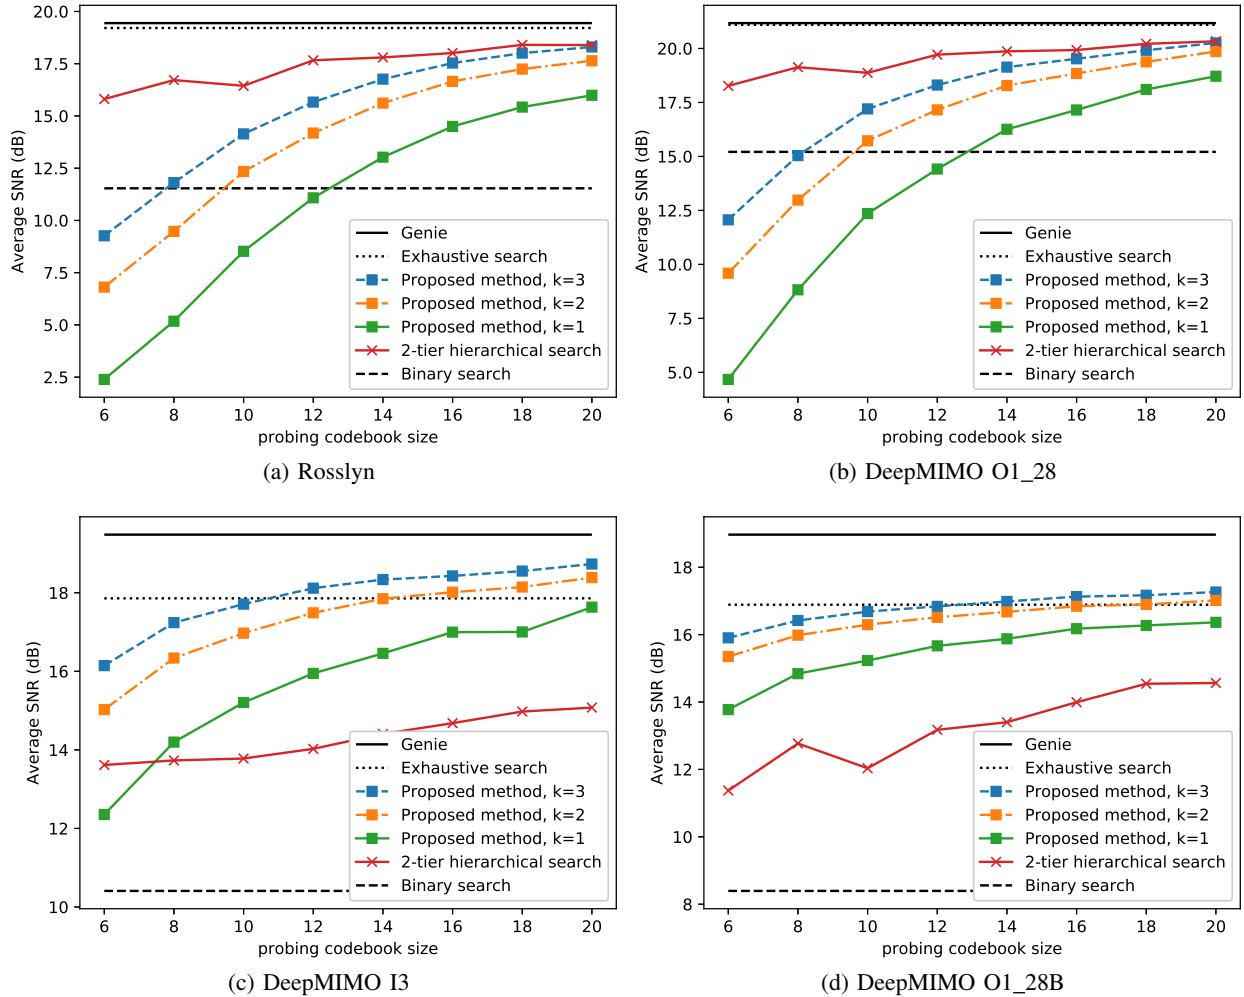 20.0
17.5
15.0
12.5
10.0
7.5
5.0
2.5
Average SNR (dB)
Genie
Exhaustive search
Proposed method, k=3
Proposed method, k=2
Proposed method, k=1
2-tier hierarchical search
Binary search
6 8 10 12 14 16 18 20
probing codebook size
(a) Rosslyn
20.0
17.5
15.0
12.5
10.0
7.5
5.0
Average SNR (dB)
Genie
Exhaustive search
Proposed method, k=3
Proposed method, k=2
Proposed method, k=1
2-tier hierarchical search
Binary search
6 8 10 12 14 16 18 20
probing codebook size
(b) DeepMIMO O1_28
18
16
14
12
10
Average SNR (dB)
Genie
Exhaustive search
Proposed method, k=3
Proposed method, k=2
Proposed method, k=1
2-tier hierarchical search
Binary search
6 8 10 12 14 16 18 20
probing codebook size
(c) DeepMIMO I3
18
16
14
12
10
8
Average SNR (dB)
Genie
Exhaustive search
Proposed method, k=3
Proposed method, k=2
Proposed method, k=1
2-tier hierarchical search
Binary search
6 8 10 12 14 16 18 20
probing codebook size
(d) DeepMIMO O1_28B